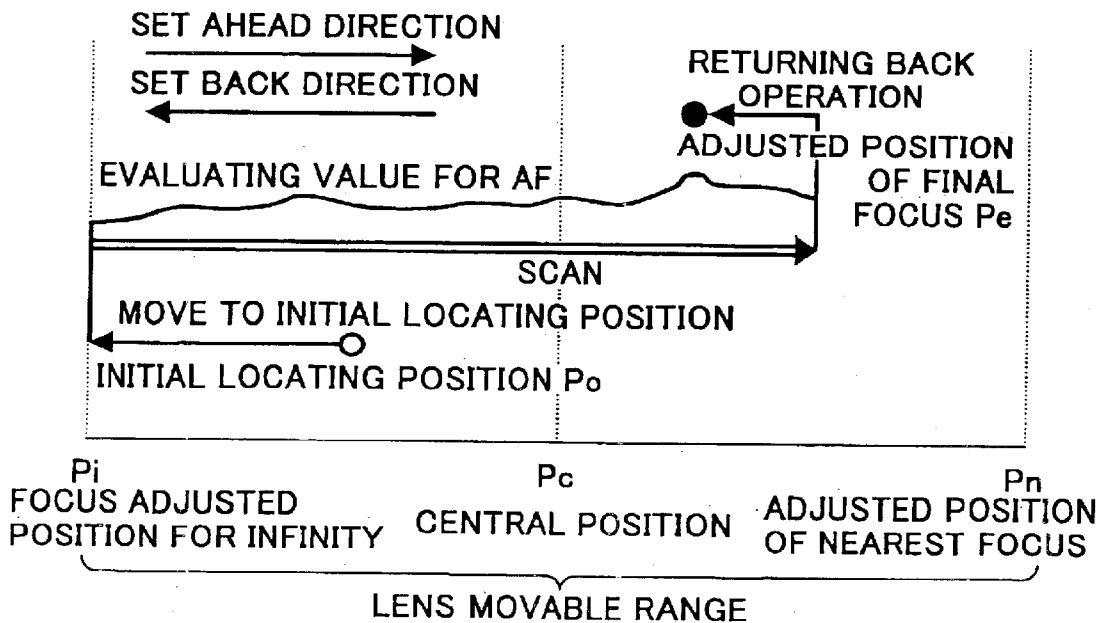 SET AHEAD DIRECTION
SET BACK DIRECTION
RETURNING BACK
OPERATION
EVALUATING VALUE FOR AF
ADJUSTED POSITION
OF FINAL
FOCUS Pe
SCAN
MOVE TO INITIAL LOCATING POSITION
INITIAL LOCATING POSITION Po
Pi
FOCUS ADJUSTED
POSITION FOR INFINITY
Pc
CENTRAL POSITION
Pn
ADJUSTED POSITION
OF NEAREST FOCUS
LENS MOVABLE RANGE